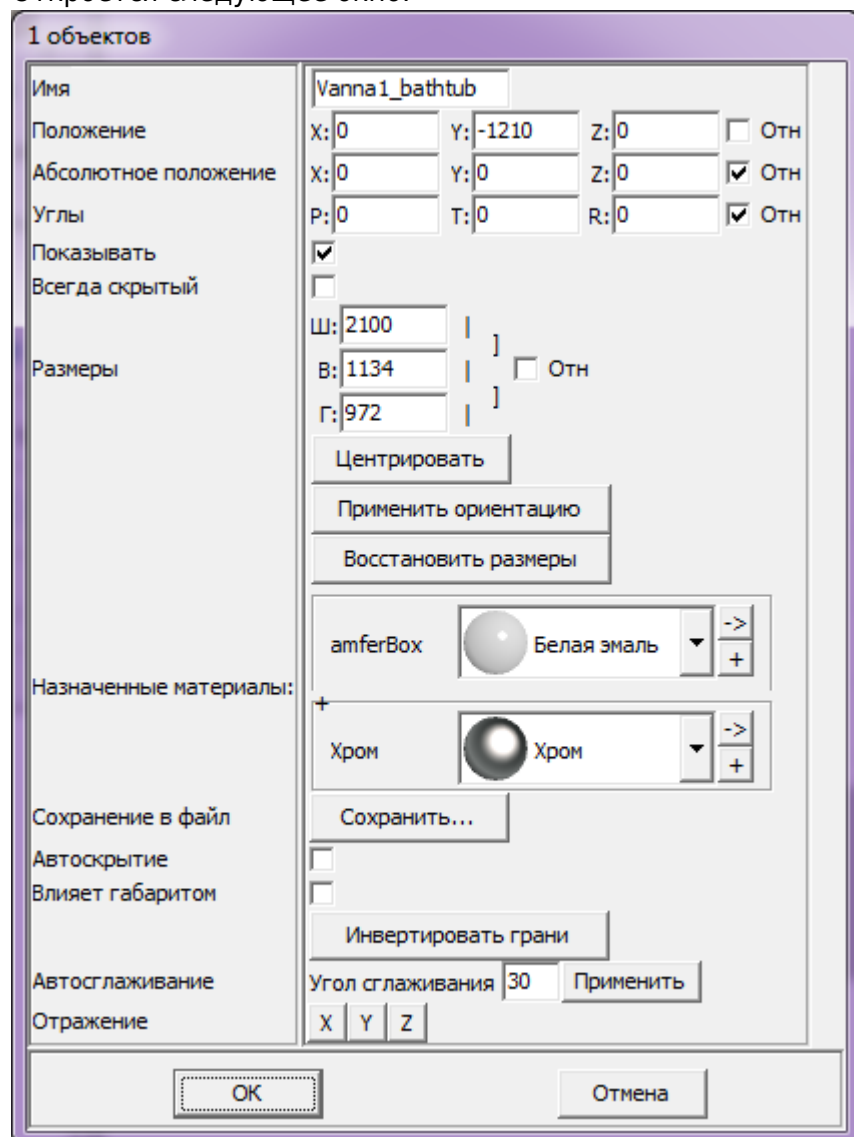 1 объектов
Имя Vanna1_bathtub
Положение X: 0 Y: -1210 Z: 0 Отн
Абсолютное положение X: 0 Y: 0 Z: 0 Отн
Углы P: 0 T: 0 R: 0 Отн
Показывать
Всегда скрытый
Ш: 2100 | ]
Размеры В: 1134 | Отн
Г: 972 | ]
Центрировать
Применить ориентацию
Восстановить размеры
amferBox Белая эмаль -> +
Назначенные материалы:
+
Хром Хром -> +
Сохранение в файл Сохранить...
Автоскрытие
Влияет габаритом
Инвертировать грани
Автосглаживание Угол сглаживания 30 Применить
Отражение X Y Z
OK Отмена